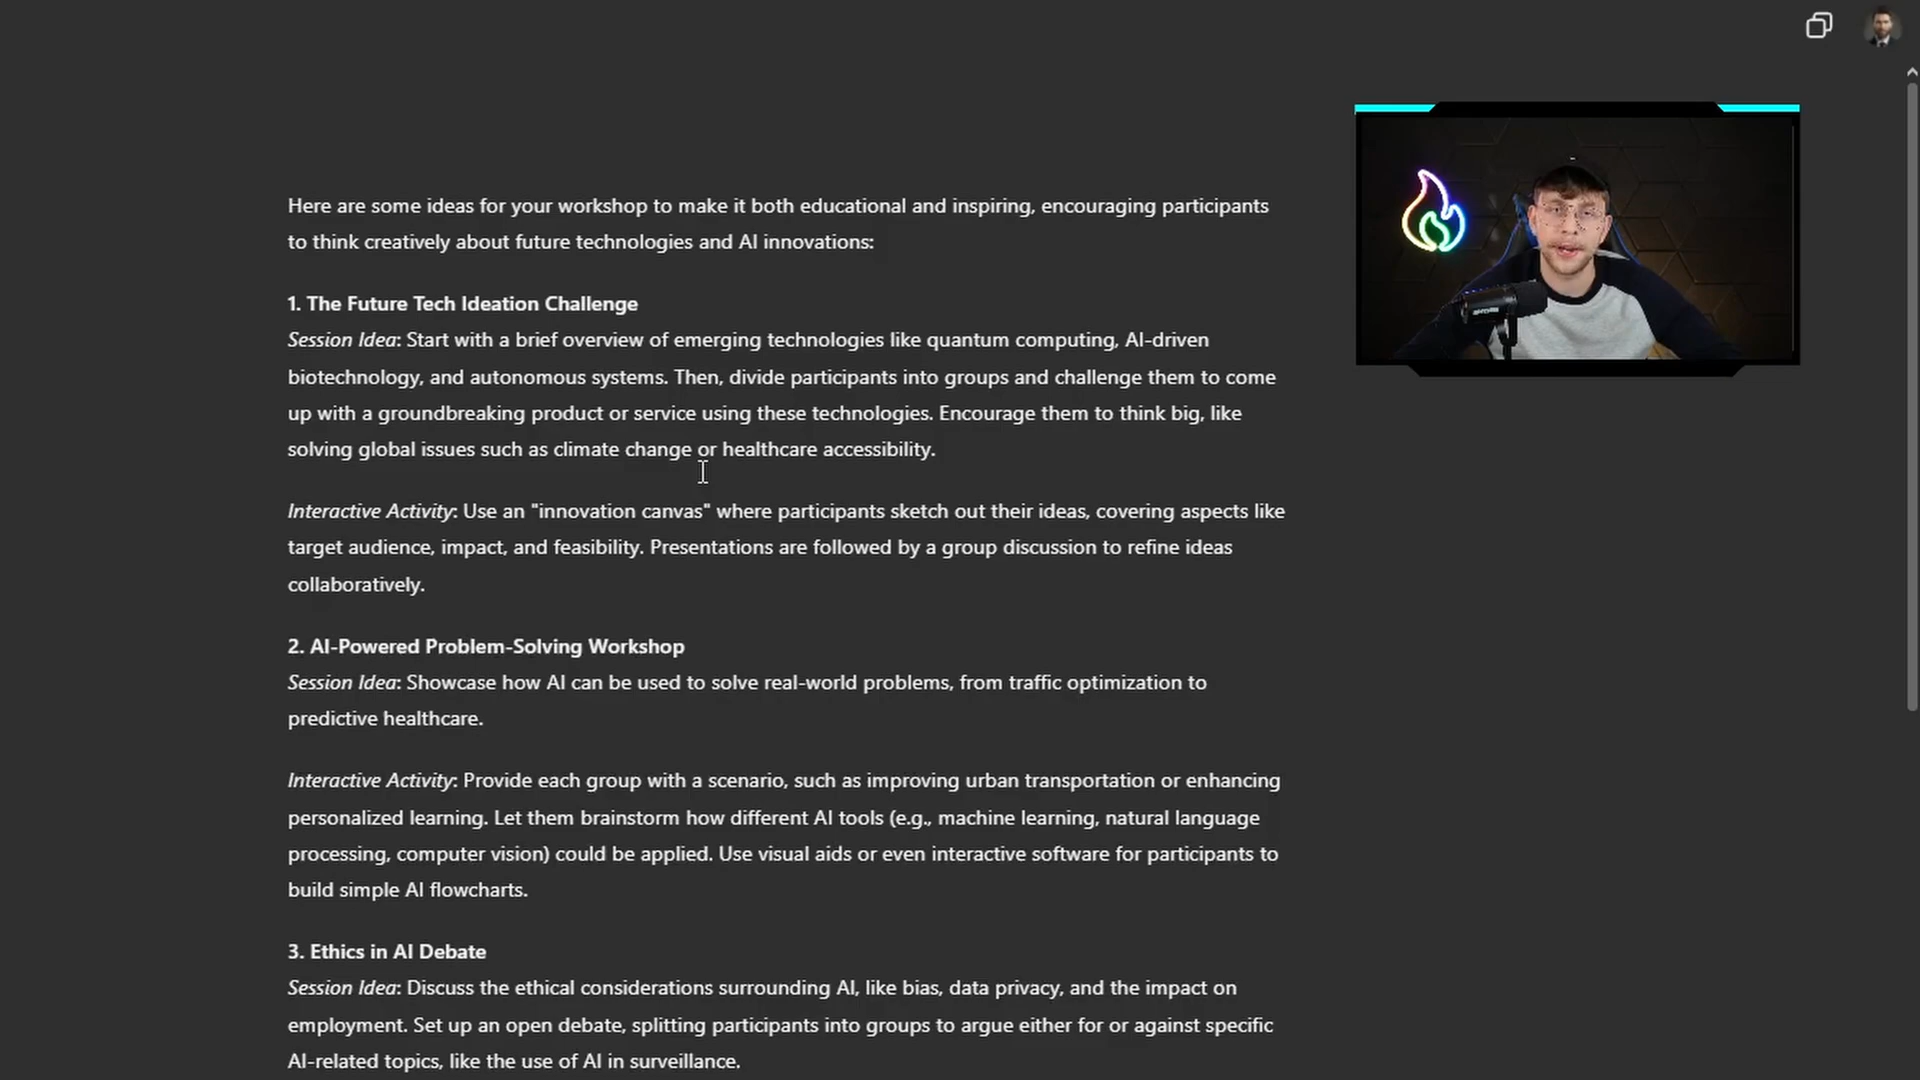 Here are some ideas for your workshop to make it both educational and inspiring, encouraging participants
to think creatively about future technologies and AI innovations:
1. The Future Tech Ideation Challenge
Session Idea: Start with a brief overview of emerging technologies like quantum computing, AI-driven
biotechnology, and autonomous systems. Then, divide participants into groups and challenge them to come
up with a groundbreaking product or service using these technologies. Encourage them to think big, like
solving global issues such as climate change or healthcare accessibility.
Interactive Activity: Use an "innovation canvas" where participants sketch out their ideas, covering aspects like
target audience, impact, and feasibility. Presentations are followed by a group discussion to refine ideas
collaboratively.
2. AI-Powered Problem-Solving Workshop
Session Idea: Showcase how AI can be used to solve real-world problems, from traffic optimization to
predictive healthcare.
Interactive Activity: Provide each group with a scenario, such as improving urban transportation or enhancing
personalized learning. Let them brainstorm how different AI tools (e.g., machine learning, natural language
processing, computer vision) could be applied. Use visual aids or even interactive software for participants to
build simple AI flowcharts.
3. Ethics in AI Debate
Session Idea: Discuss the ethical considerations surrounding AI, like bias, data privacy, and the impact on
employment. Set up an open debate, splitting participants into groups to argue either for or against specific
AI-related topics, like the use of AI in surveillance.